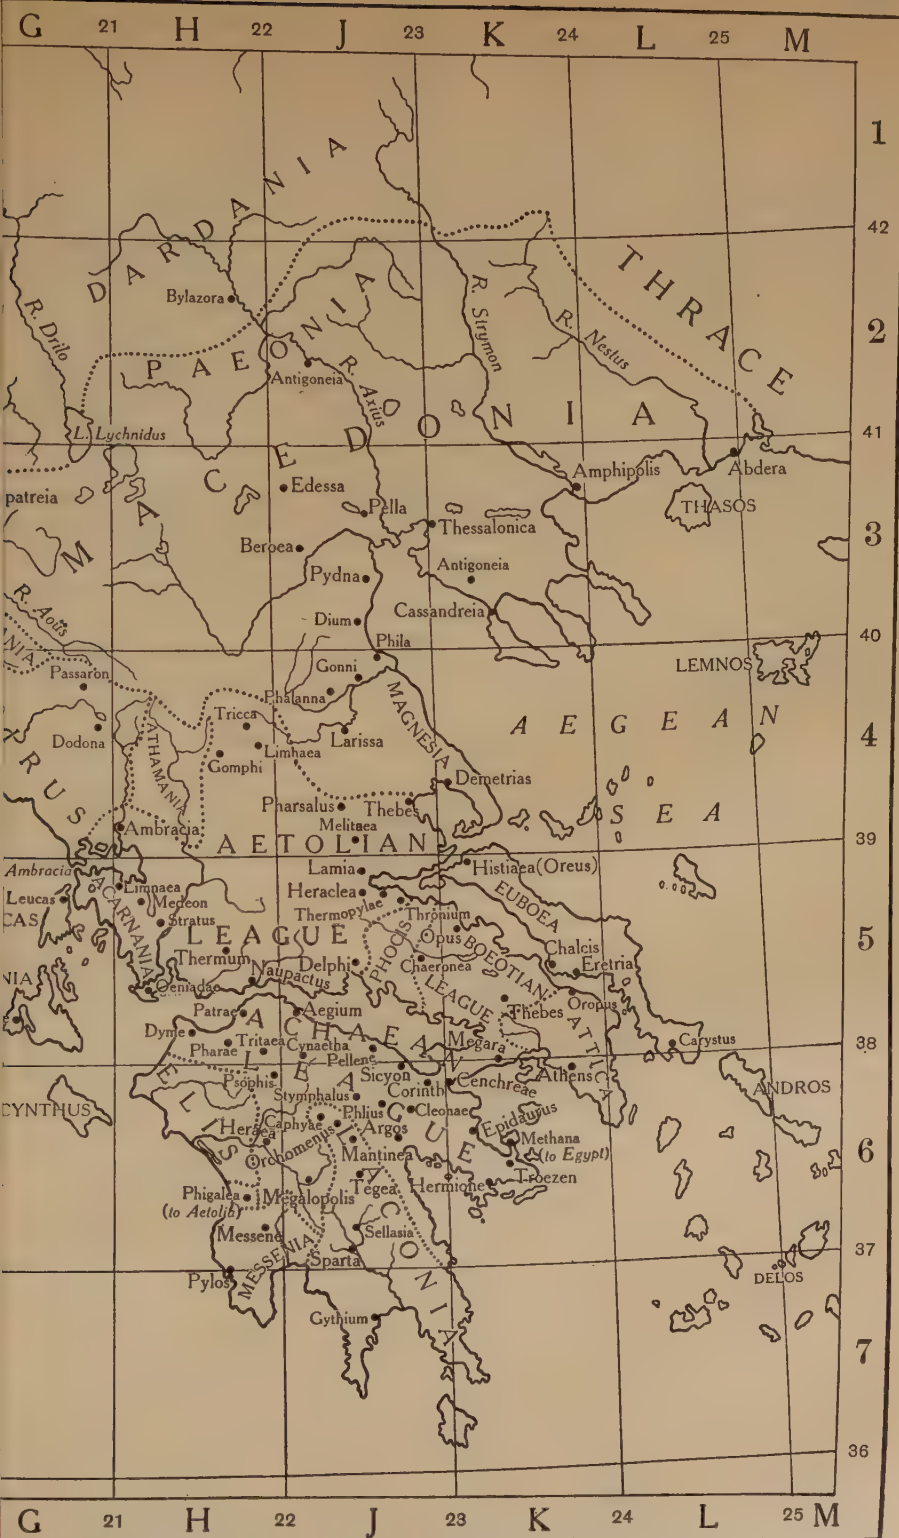 G 21 H 22 J 23 K 24 L 25 M
1
DARDANIA
42
THRACE
Bylazora
R. Strymon
R. Drilo
R. Nestus
2
PAEONIA
Antigoneia
R. Axius
L. Lychnidus
41
MACEDONIA
Amphipolis
Abdera
Edessa
patreia
THASOS
Pella
Thessalonica
3
Beroea
Antigoneia
Pydna
R. Aoüs
Cassandreia
Dium
Phila
40
NIA
Gonni
LEMNOS
Passaron
Phalanna
MAGNESIA
Tricca
AEGEAN
SEA
4
Dodona
ATHAMANIA
Larissa
Limnaea
Gomphi
RUS
Demetrias
Pharsalus
Thebes
Melitaea
Ambracia
AETOLIAN
39
Lamia
Histiaea (Oreus)
Ambracia
Limnaea
Heraclea
EUBOEA
Leucas
Medeon
Thermopylae
Thronium
CAS
ACARNANIA
Stratus
LEAGUE
PHOCIS
Opus
BOEOTIAN
5
Chalcis
Thermum
Delphi
Chaeronea
Eretria
NIA
Naupactus
LEAGUE
Oeniadae
Oropus
Patrae
Aegium
Thebes
ATTICA
ACHAEAN
Dyme
Tritaea
Cynaetha
Megara
Carystus
38
Pharae
Pellene
ELIS
LEAGUE
Sicyon
Athens
Psophis
Corinth
Cenchreae
ANDROS
Stymphalus
CYNTHUS
Phlius
Cleonae
Epidaurus
Heraea
Caphyae
Argos
Methana
(to Egypt)
6
Orchomenus
Mantinea
Troezen
Tegea
Hermione
Phigalea
(to Aetolia)
Megalopolis
LACONIA
Messene
Sellasia
37
MESSENIA
Sparta
DELOS
Pylos
Gythium
7
36
G 21 H 22 J 23 K 24 L 25 M